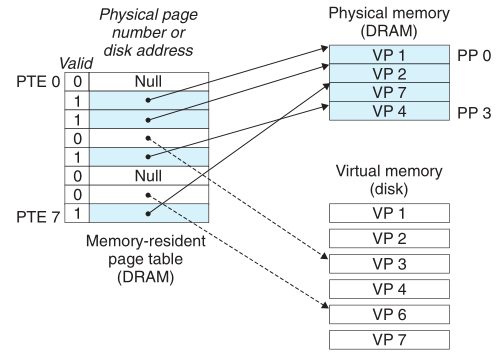 Physical page
number or
disk address
Valid
PTE 0 0 Null
1
1
0
1
0 Null
0
PTE 7 1
Memory-resident
page table
(DRAM)
Physical memory
(DRAM)
VP 1 PP 0
VP 2
VP 7
VP 4 PP 3
Virtual memory
(disk)
VP 1
VP 2
VP 3
VP 4
VP 6
VP 7